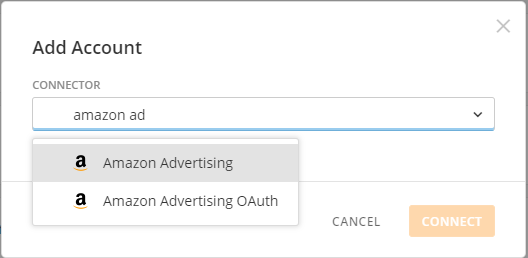 Add Account
CONNECTOR
amazon ad
Amazon Advertising
Amazon Advertising OAuth
CANCEL
CONNECT